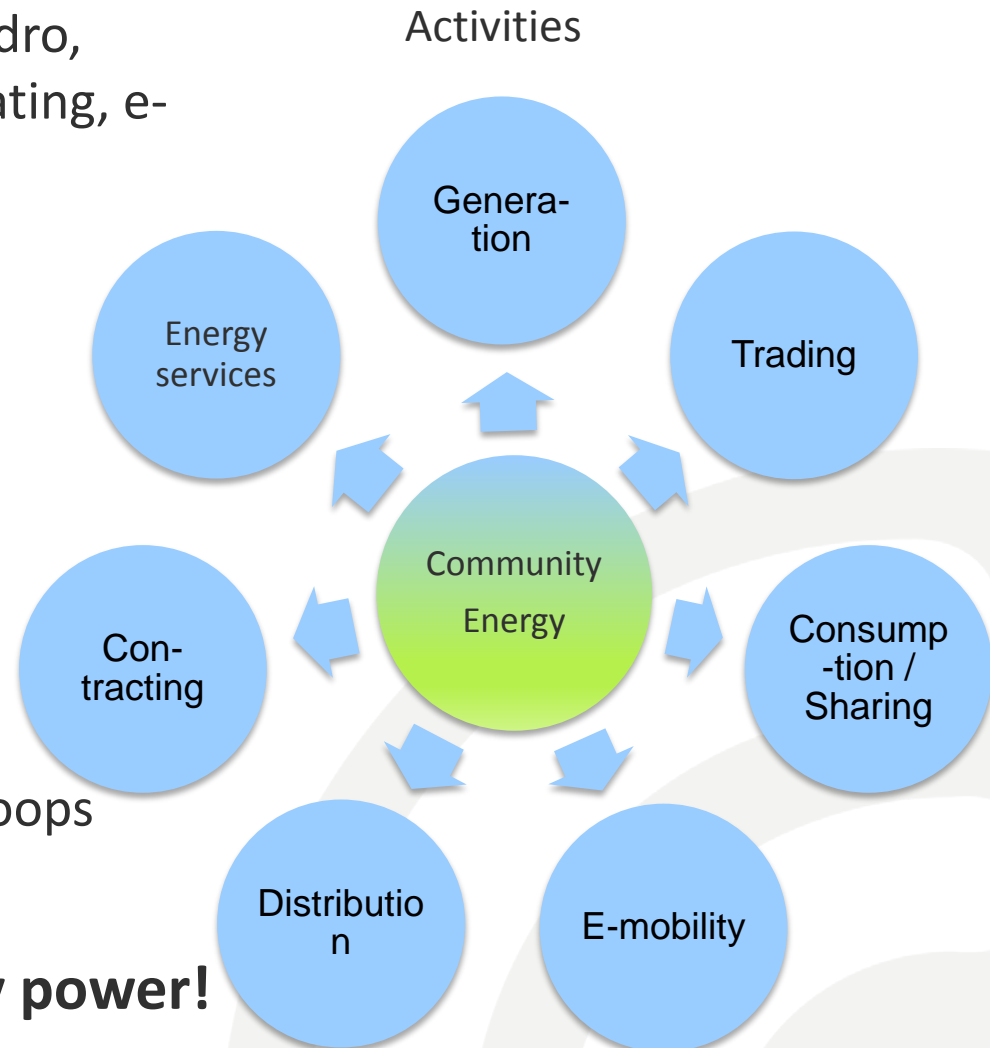 Activities
dro,
ating, e-
Genera-
tion
Trading
Consump
-tion /
Sharing
E-mobility
Distributio
n
Con-
tracting
Energy
services
Community
Energy
oops
y power!